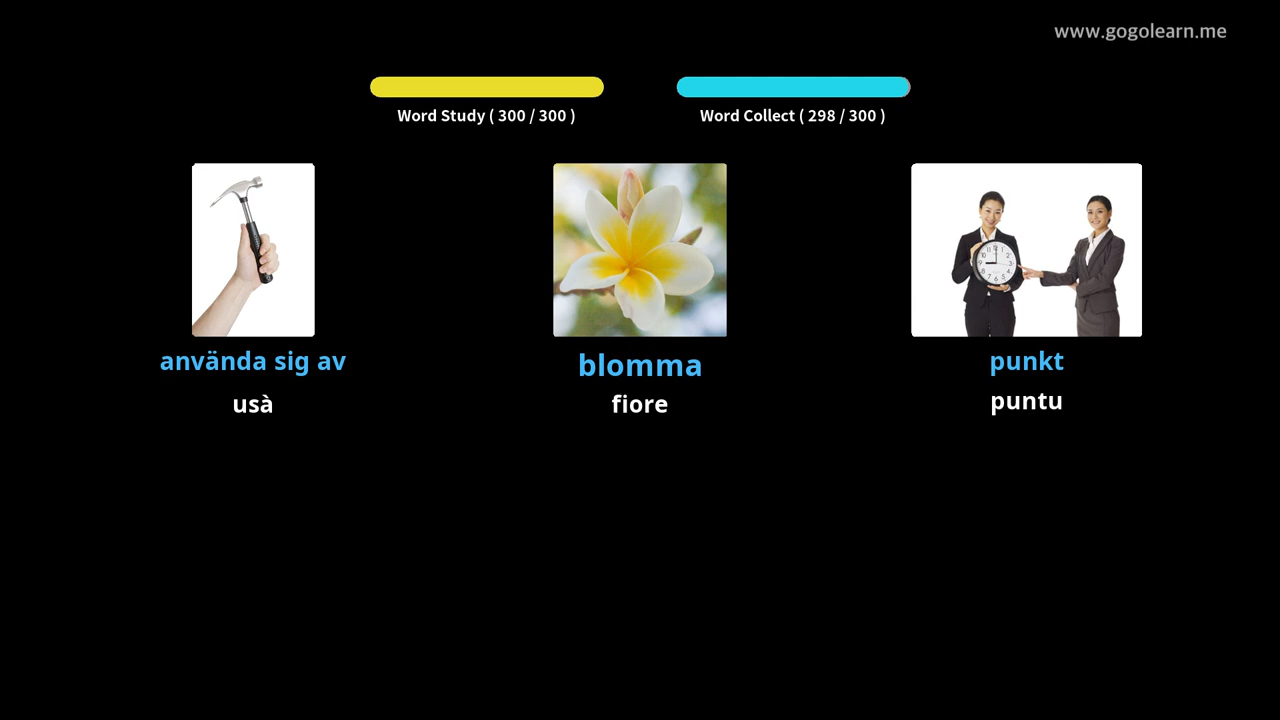 www.gogolearn.me
Word Study ( 300 / 300 )
Word Collect ( 298 / 300 )
använda sig av
usà
blomma
fiore
punkt
puntu